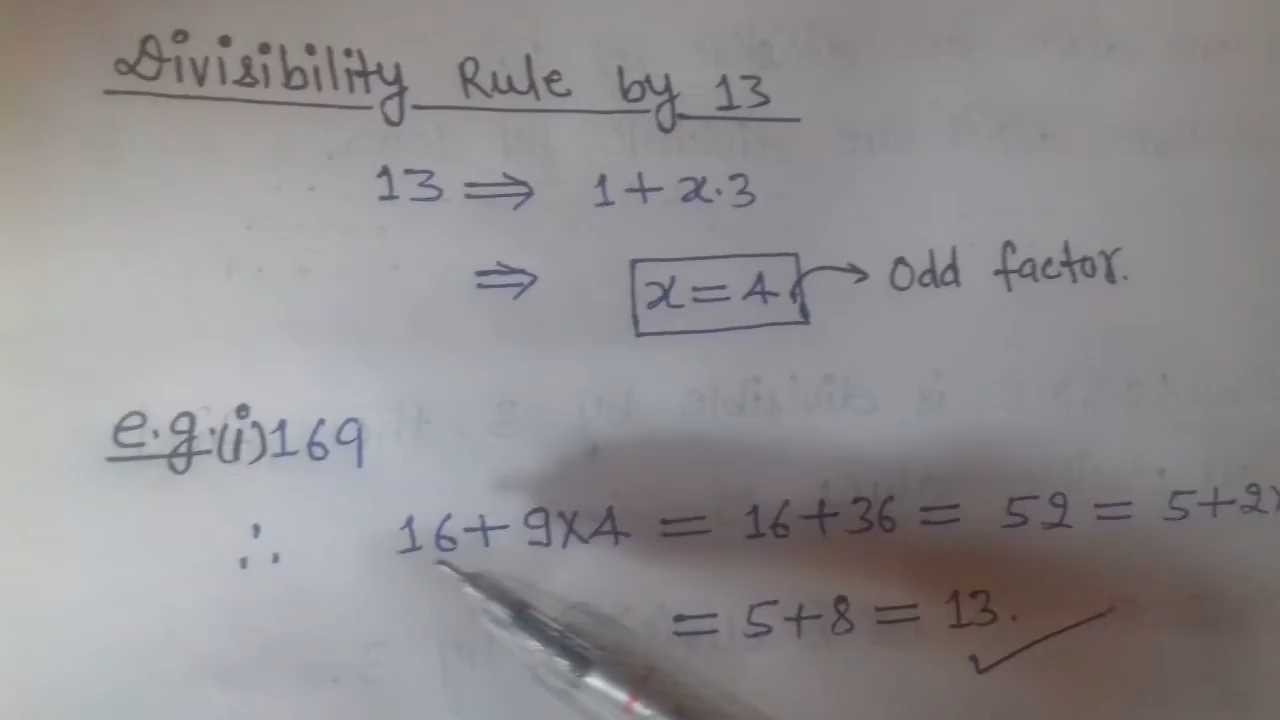 Divisibility Rule by 13
13 ⇒ 1+x.3
⇒ x=4 → Odd factor.
e.g.(i)169
∴ 16+9×4 = 16+36 = 52 = 5+2×
= 5+8 = 13.